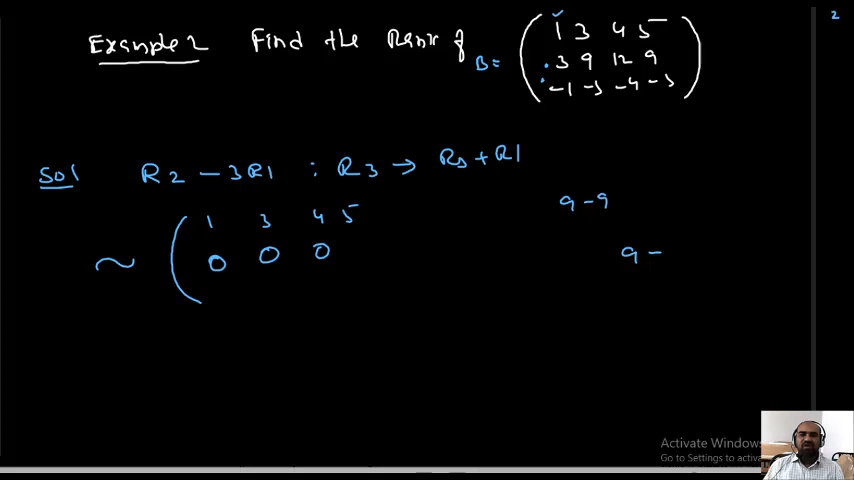 2
Example 2 Find the Rank of B= 1 3 4 5
3 9 12 9
-1 -3 -4 -3
Sol R2 - 3R1 : R3 → R3 + R1
9 - 9
1 3 4 5
~ 0 0 0
9 -
Activate Windows
Go to Settings to activa